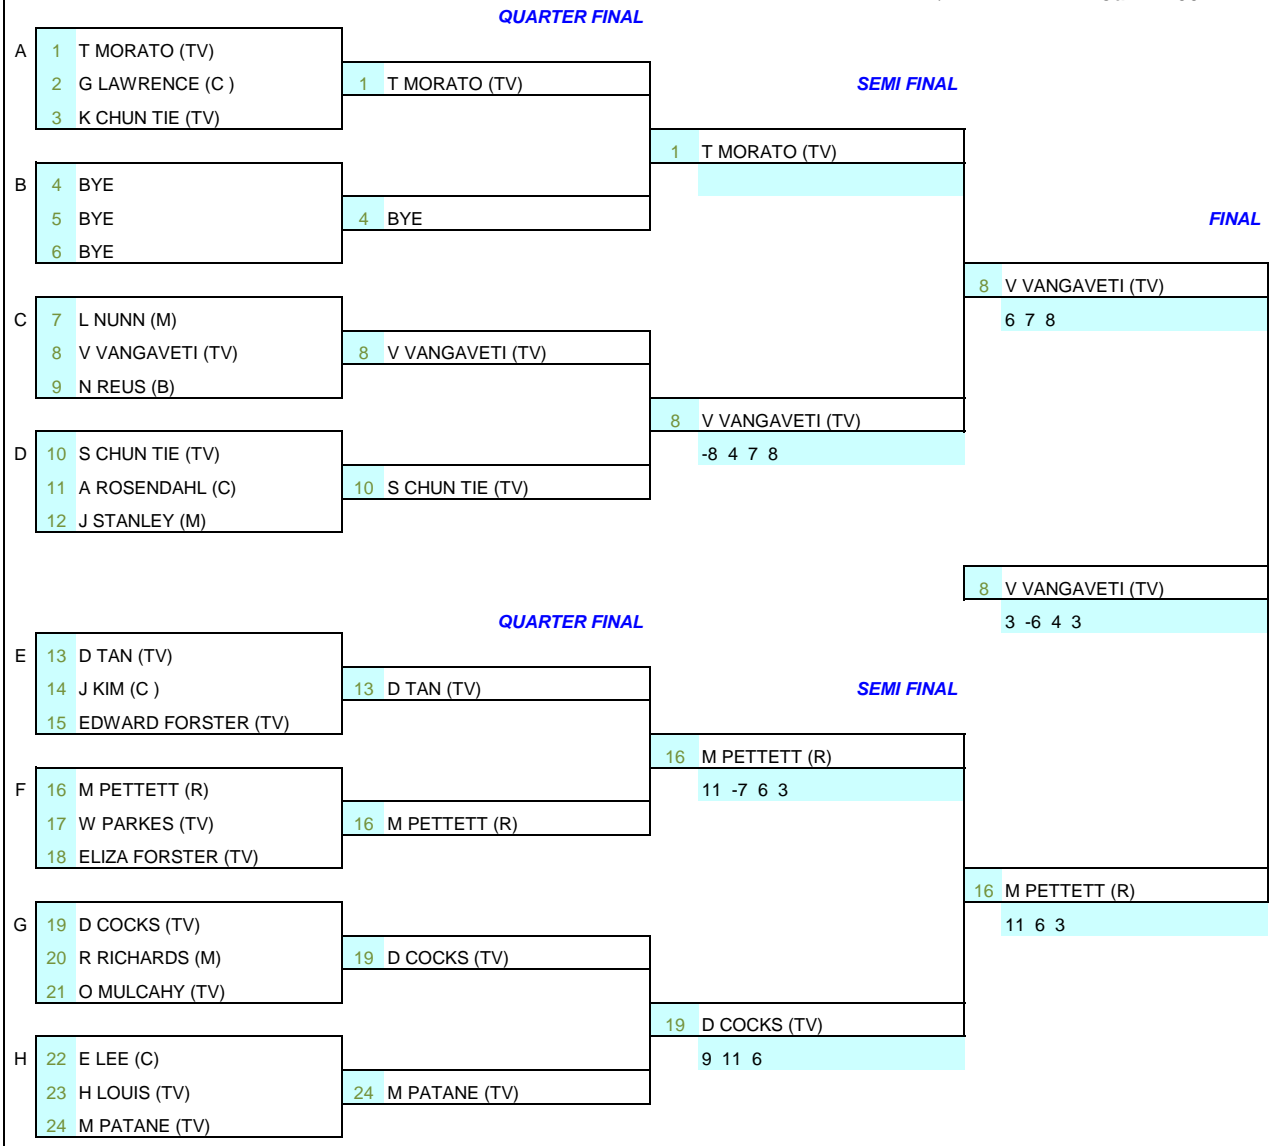 QUARTER FINAL
A 1 T MORATO (TV)
2 G LAWRENCE (C ) 1 T MORATO (TV) SEMI FINAL
3 K CHUN TIE (TV)
1 T MORATO (TV)
B 4 BYE
5 BYE 4 BYE FINAL
6 BYE
8 V VANGAVETI (TV)
C 7 L NUNN (M) 6 7 8
8 V VANGAVETI (TV) 8 V VANGAVETI (TV)
9 N REUS (B)
8 V VANGAVETI (TV)
D 10 S CHUN TIE (TV) -8 4 7 8
11 A ROSENDAHL (C) 10 S CHUN TIE (TV)
12 J STANLEY (M)
8 V VANGAVETI (TV)
QUARTER FINAL 3 -6 4 3
E 13 D TAN (TV)
14 J KIM (C ) 13 D TAN (TV) SEMI FINAL
15 EDWARD FORSTER (TV)
16 M PETTETT (R)
F 16 M PETTETT (R) 11 -7 6 3
17 W PARKES (TV) 16 M PETTETT (R)
18 ELIZA FORSTER (TV)
16 M PETTETT (R)
G 19 D COCKS (TV) 11 6 3
20 R RICHARDS (M) 19 D COCKS (TV)
21 O MULCAHY (TV)
19 D COCKS (TV)
H 22 E LEE (C) 9 11 6
23 H LOUIS (TV) 24 M PATANE (TV)
24 M PATANE (TV)